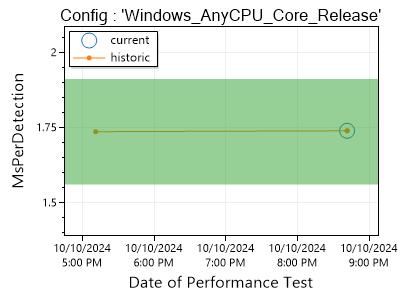 Config : 'Windows_AnyCPU_Core_Release'
current
historic
2
1.75
1.5
MsPerDetection
10/10/2024 10/10/2024 10/10/2024 10/10/2024 10/10/2024
5:00 PM 6:00 PM 7:00 PM 8:00 PM 9:00 PM
Date of Performance Test